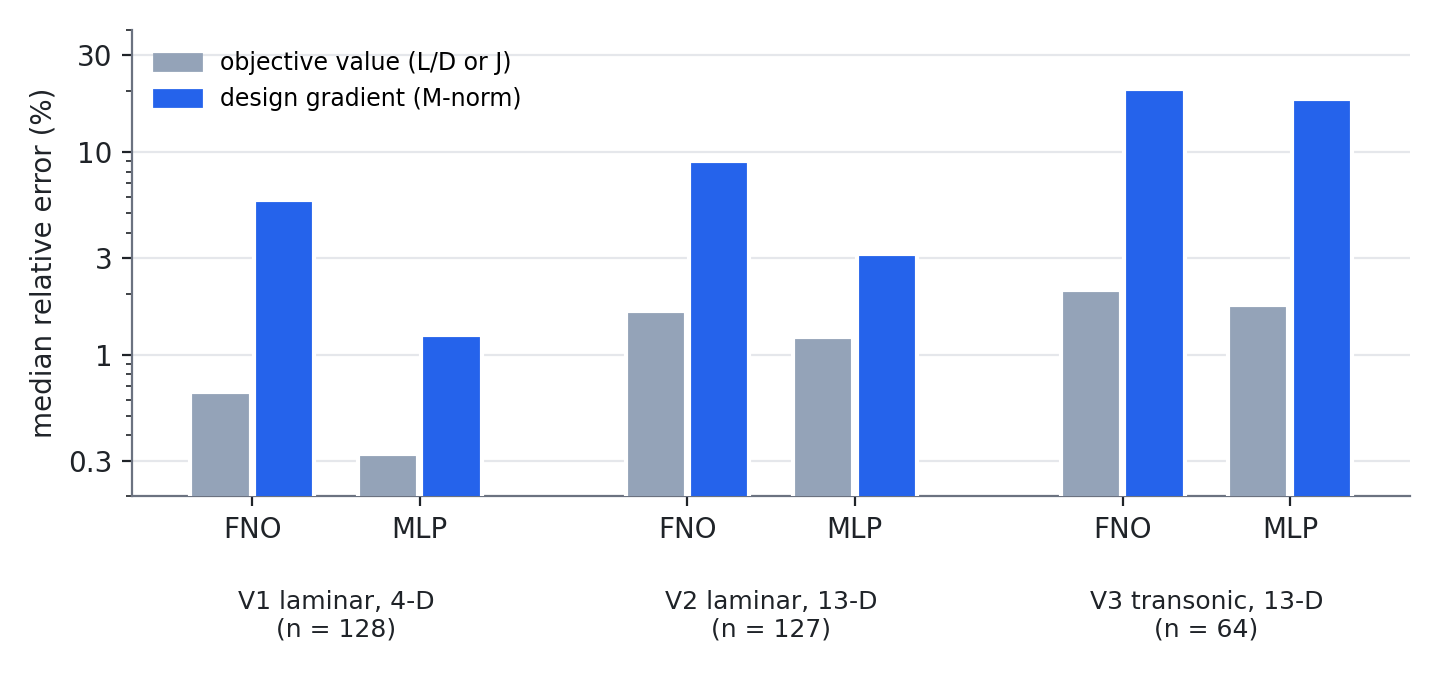 objective value (L/D or J)
design gradient (M-norm)
median relative error (%)
30
10
3
1
0.3
FNO MLP FNO MLP FNO MLP
V1 laminar, 4-D V2 laminar, 13-D V3 transonic, 13-D
(n = 128) (n = 127) (n = 64)